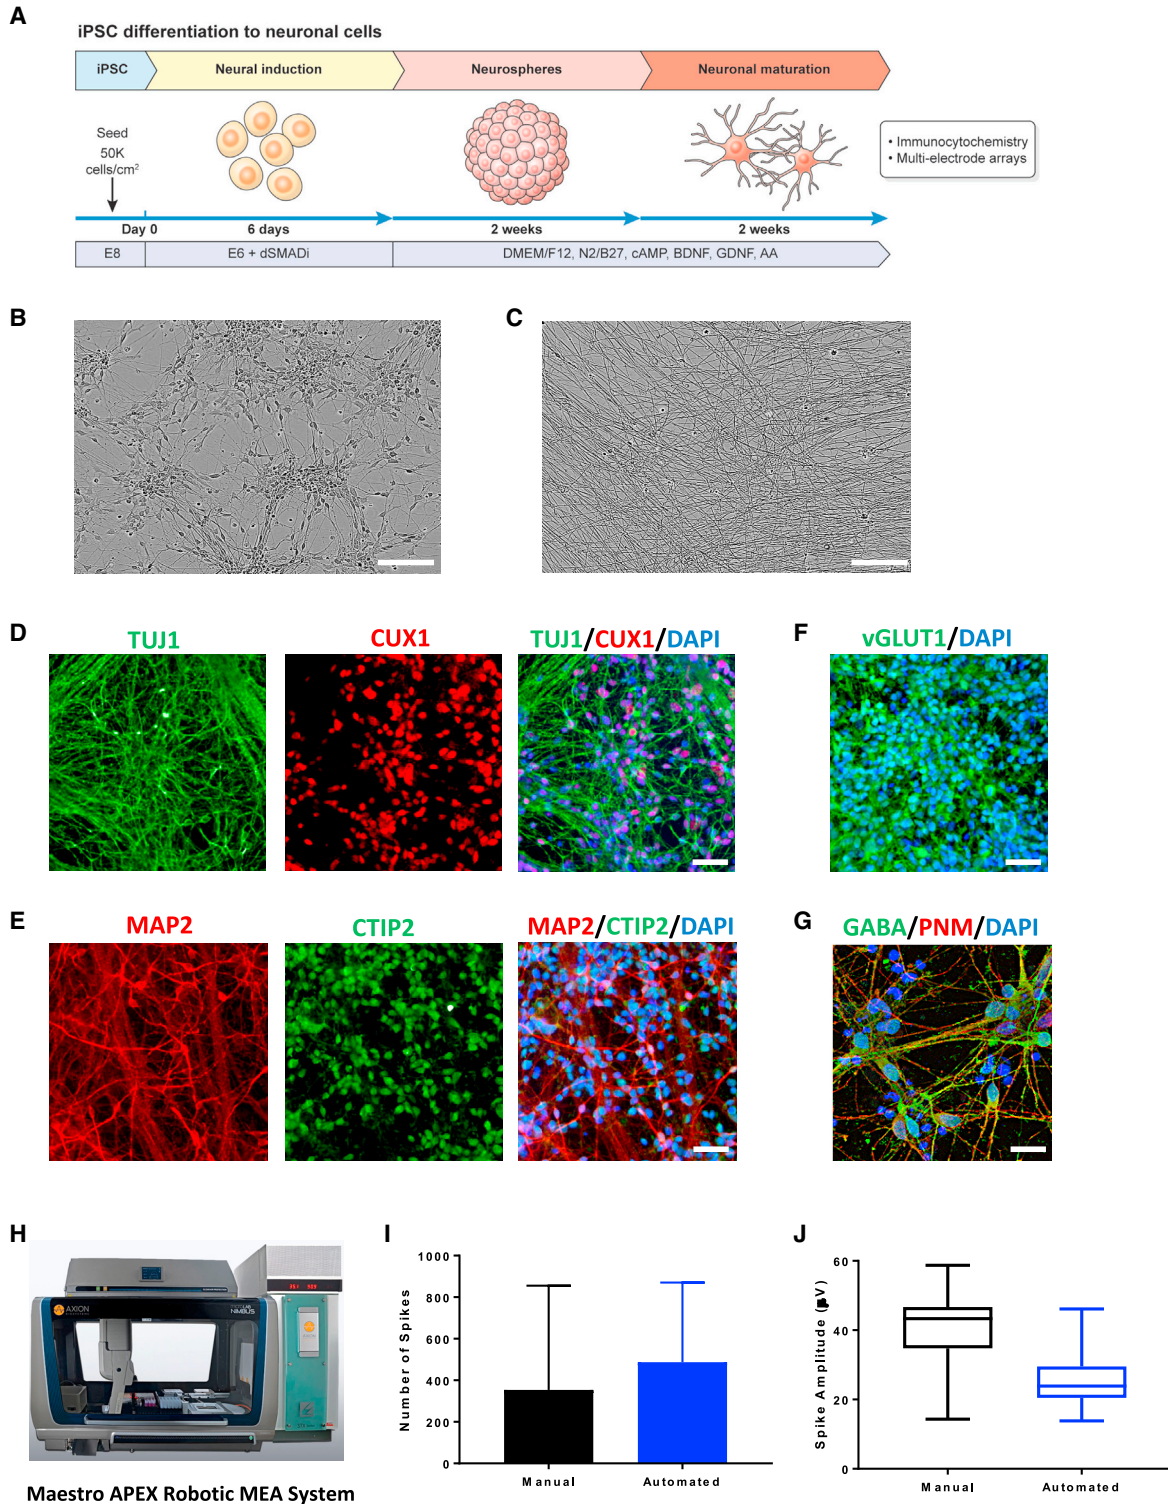 A
iPSC differentiation to neuronal cells
iPSC
Neural induction
Neurospheres
Neuronal maturation
Seed
50K
cells/cm²
• Immunocytochemistry
• Multi-electrode arrays
Day 0
6 days
2 weeks
2 weeks
E8
E6 + dSMADi
DMEM/F12, N2/B27, cAMP, BDNF, GDNF, AA
B
C
D
TUJ1
CUX1
TUJ1/CUX1/DAPI
F
vGLUT1/DAPI
E
MAP2
CTIP2
MAP2/CTIP2/DAPI
G
GABA/PNM/DAPI
H
AXION
NIMBUS
AXION
Maestro APEX Robotic MEA System
I
Number of Spikes
1000
800
600
400
200
0
Manual
Automated
J
Spike Amplitude (µV)
60
40
20
0
Manual
Automated